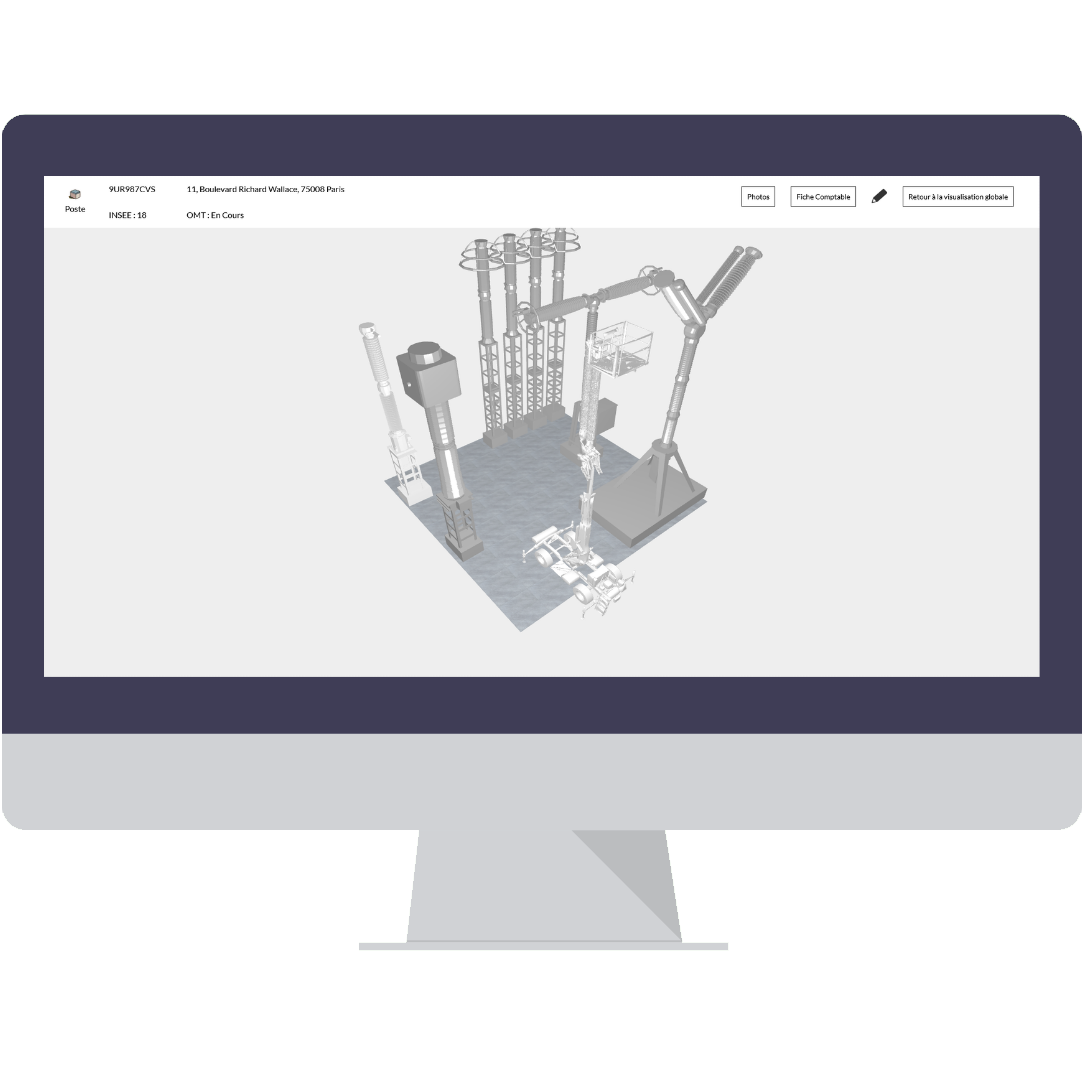 9UR987CVS
11, Boulevard Richard Wallace, 75008 Paris
Photos
Fiche Comptable
Retour à la visualisation globale
Poste
INSEE : 18
OMT : En Cours